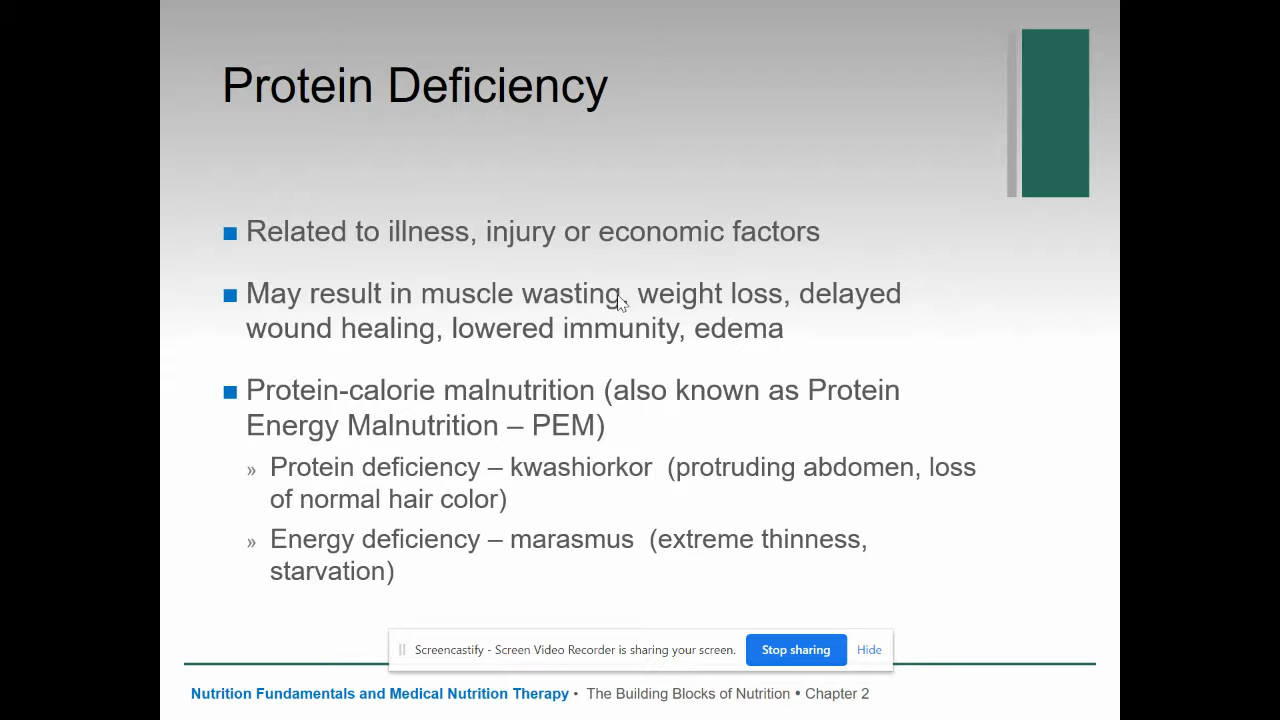 Protein Deficiency
■ Related to illness, injury or economic factors
■ May result in muscle wasting, weight loss, delayed
wound healing, lowered immunity, edema
■ Protein-calorie malnutrition (also known as Protein
Energy Malnutrition – PEM)
» Protein deficiency – kwashiorkor (protruding abdomen, loss
of normal hair color)
» Energy deficiency – marasmus (extreme thinness,
starvation)
Screencastify - Screen Video Recorder is sharing your screen. Stop sharing Hide
Nutrition Fundamentals and Medical Nutrition Therapy • The Building Blocks of Nutrition • Chapter 2